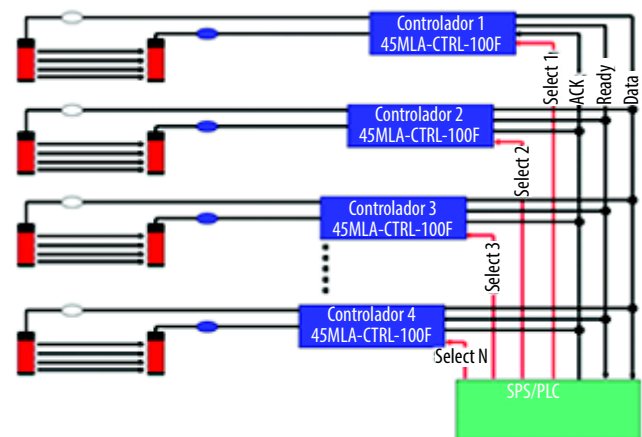 Controlador 1
45MLA-CTRL-100F
Select 1
ACK
Ready
Data
Controlador 2
45MLA-CTRL-100F
Select 2
Controlador 3
45MLA-CTRL-100F
Select 3
Controlador 4
45MLA-CTRL-100F
Select N
SPS/PLC